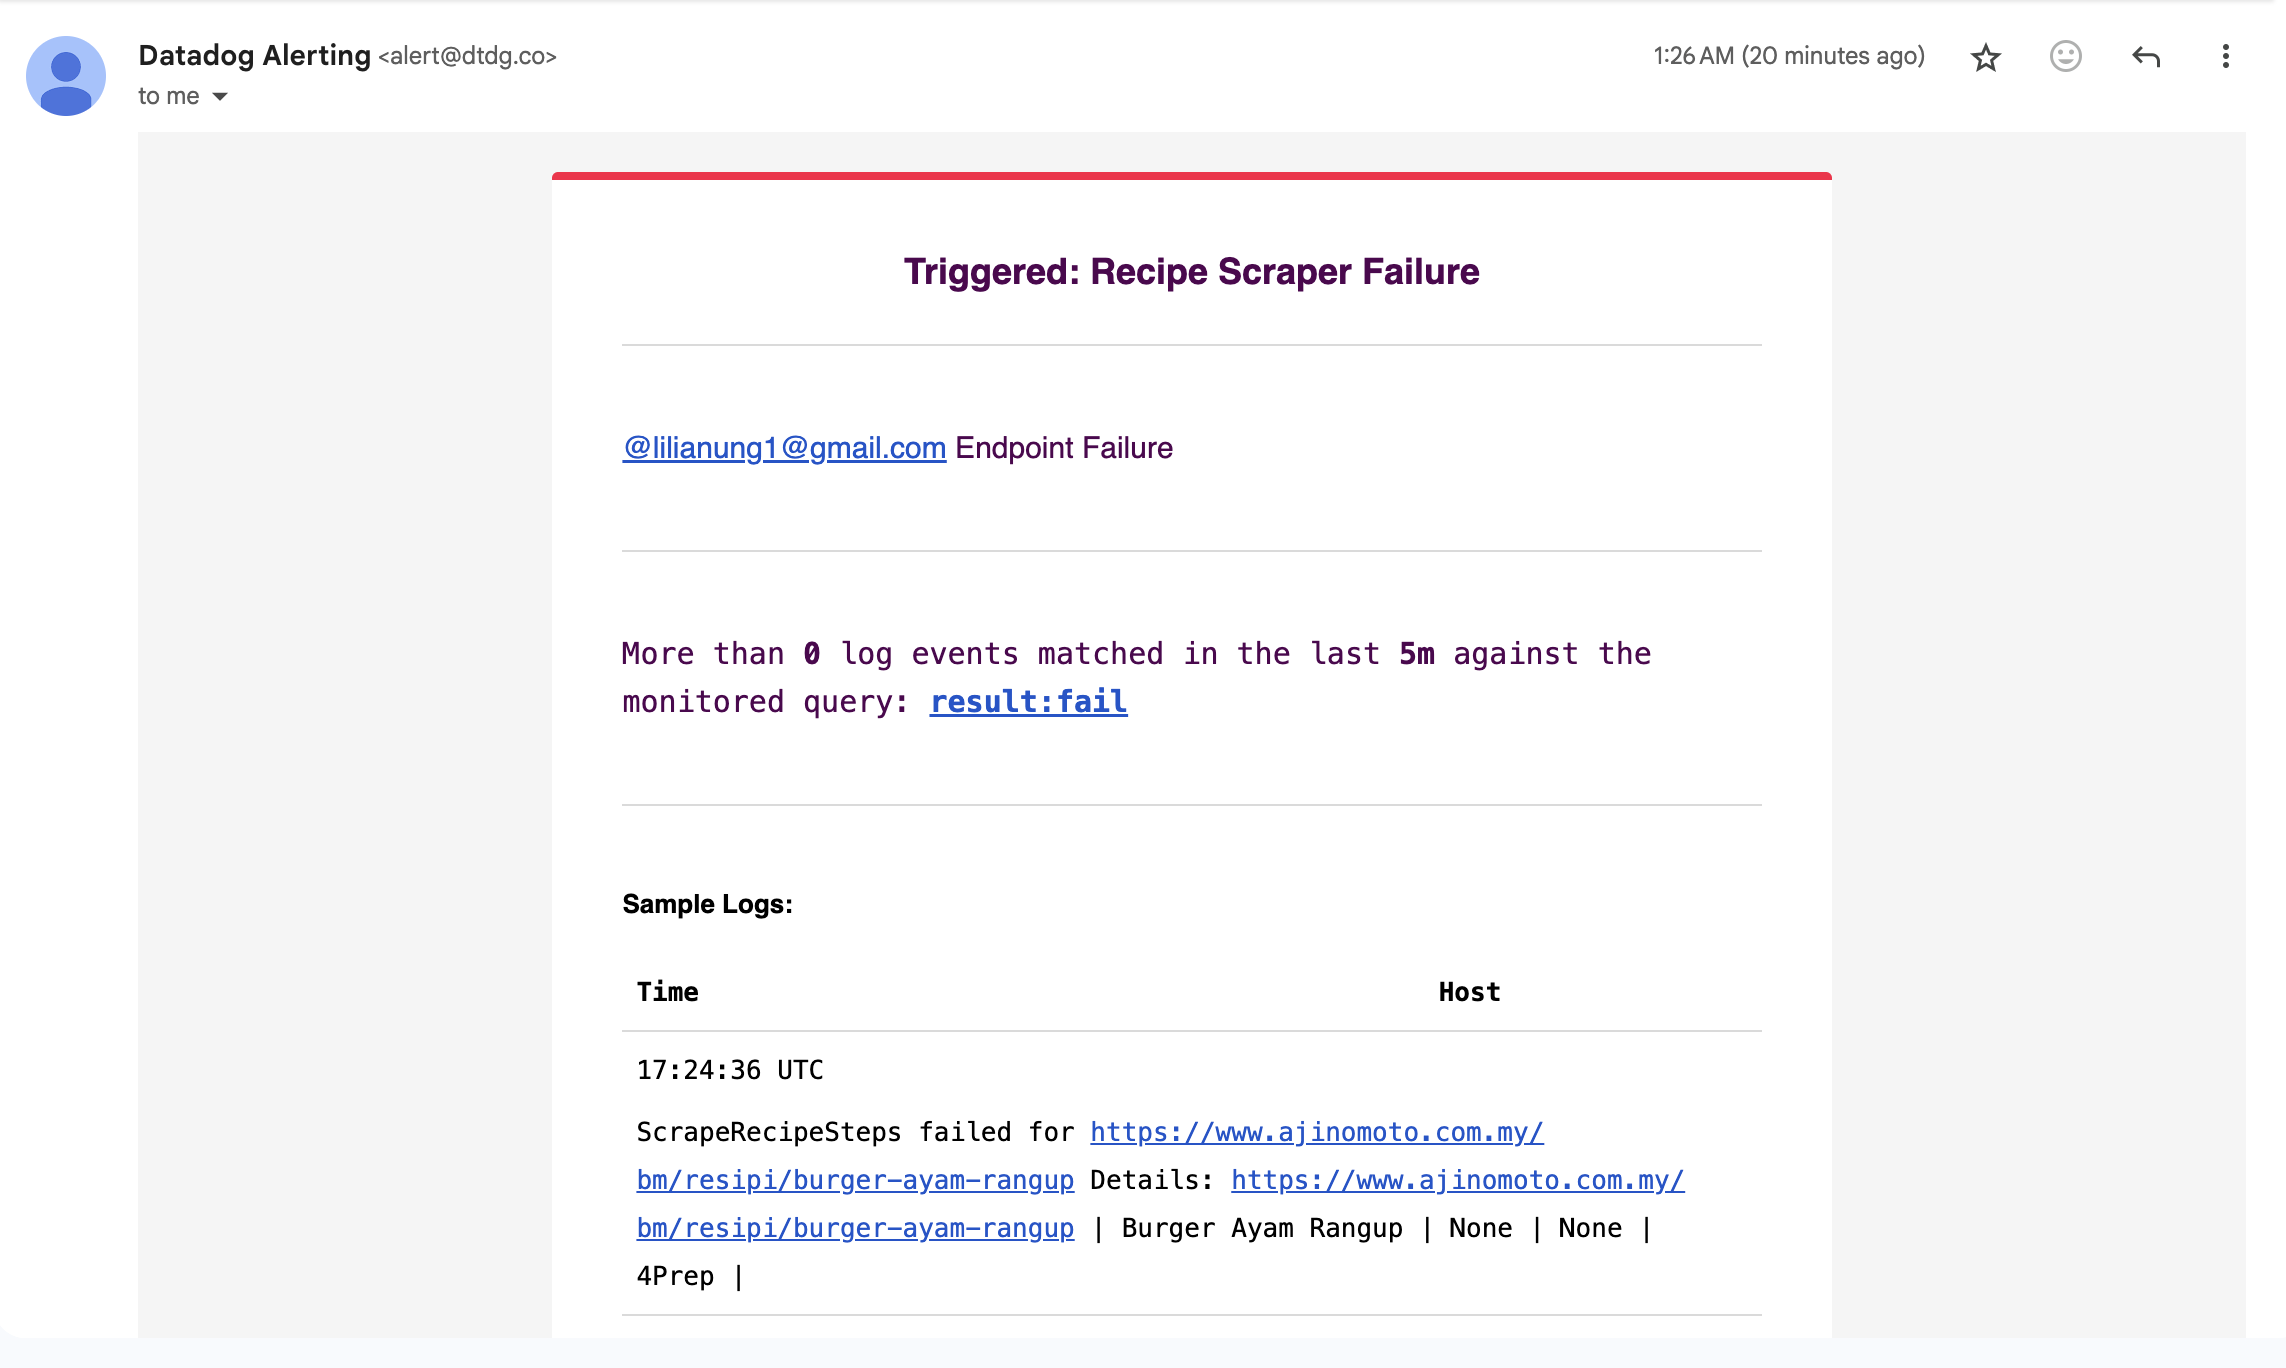 Datadog Alerting <alert@dtdg.co>
1:26 AM (20 minutes ago)
to me
Triggered: Recipe Scraper Failure
@lilianung1@gmail.com Endpoint Failure
More than 0 log events matched in the last 5m against the
monitored query: result:fail
Sample Logs:
Time Host
17:24:36 UTC
ScrapeRecipeSteps failed for https://www.ajinomoto.com.my/
bm/resipi/burger-ayam-rangup Details: https://www.ajinomoto.com.my/
bm/resipi/burger-ayam-rangup | Burger Ayam Rangup | None | None |
4Prep |